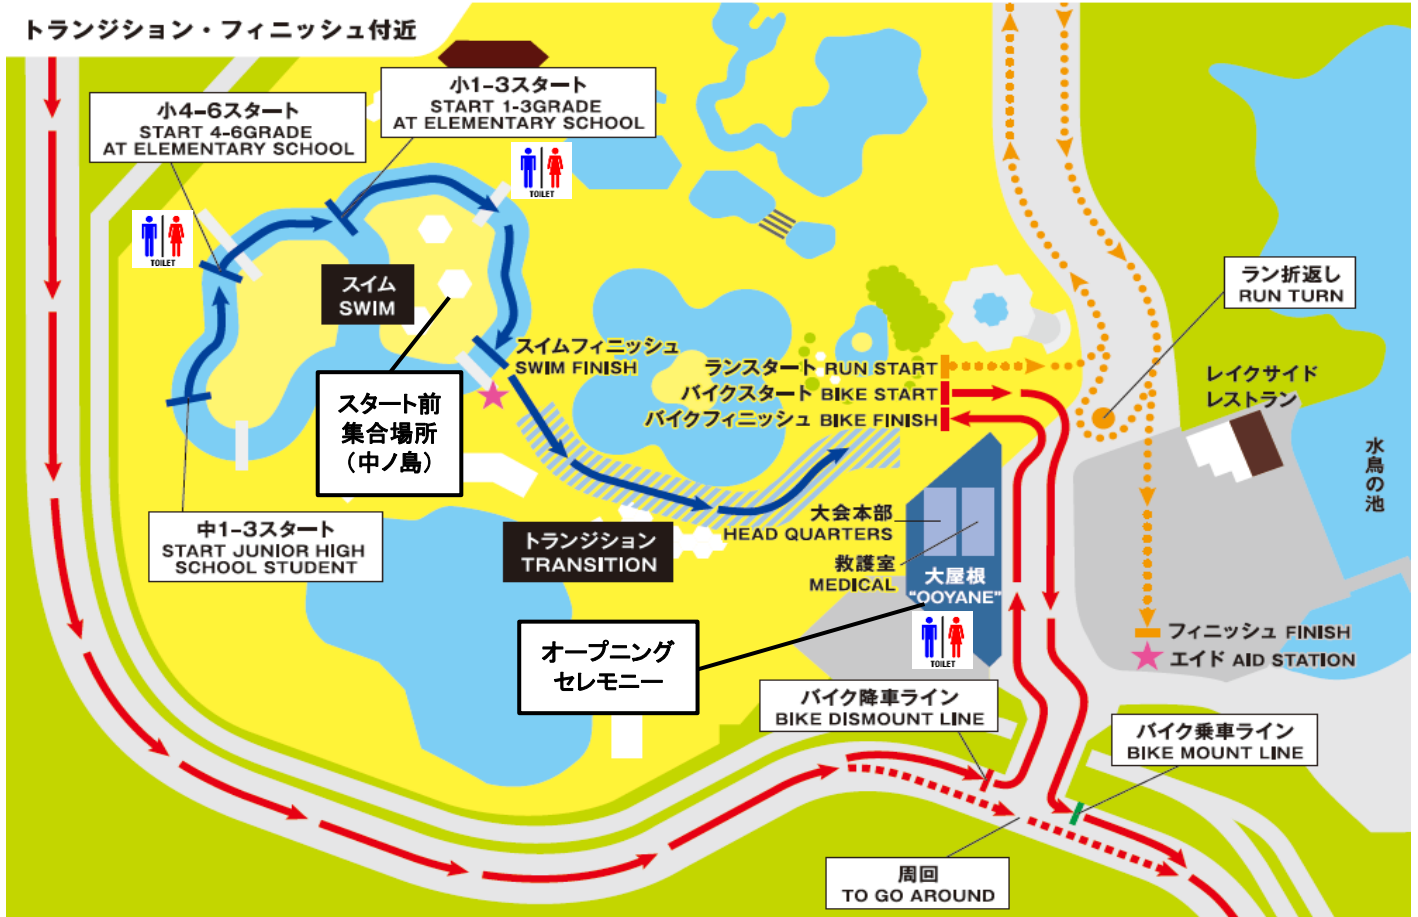 トランジション・フィニッシュ付近
小1-3スタート
START 1-3GRADE
AT ELEMENTARY SCHOOL
小4-6スタート
START 4-6GRADE
AT ELEMENTARY SCHOOL
TOILET
TOILET
スイム
SWIM
ラン折返し
RUN TURN
スイムフィニッシュ
SWIM FINISH
ランスタート RUN START
バイクスタート BIKE START
バイクフィニッシュ BIKE FINISH
レイクサイド
レストラン
水鳥の池
スタート前
集合場所
（中ノ島）
中1-3スタート
START JUNIOR HIGH
SCHOOL STUDENT
トランジション
TRANSITION
大会本部
HEAD QUARTERS
救護室
MEDICAL
大屋根
"OOYANE"
TOILET
フィニッシュ FINISH
エイド AID STATION
オープニング
セレモニー
バイク降車ライン
BIKE DISMOUNT LINE
バイク乗車ライン
BIKE MOUNT LINE
周回
TO GO AROUND